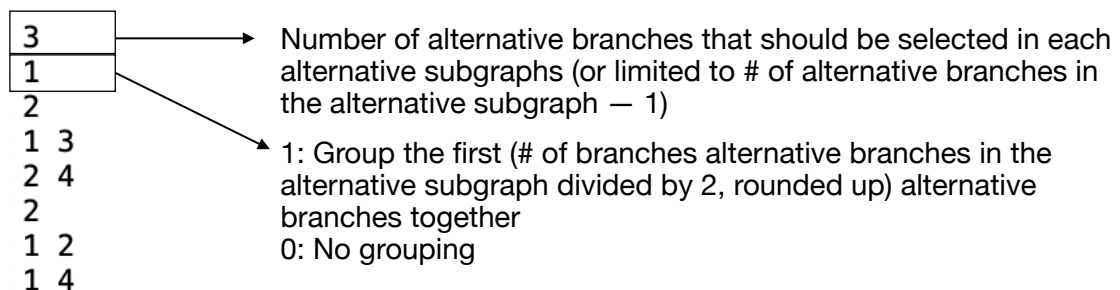 3
1
2
1 3
2 4
2
1 2
1 4
Number of alternative branches that should be selected in each
alternative subgraphs (or limited to # of alternative branches in
the alternative subgraph — 1)
1: Group the first (# of branches alternative branches in the
alternative subgraph divided by 2, rounded up) alternative
branches together
0: No grouping